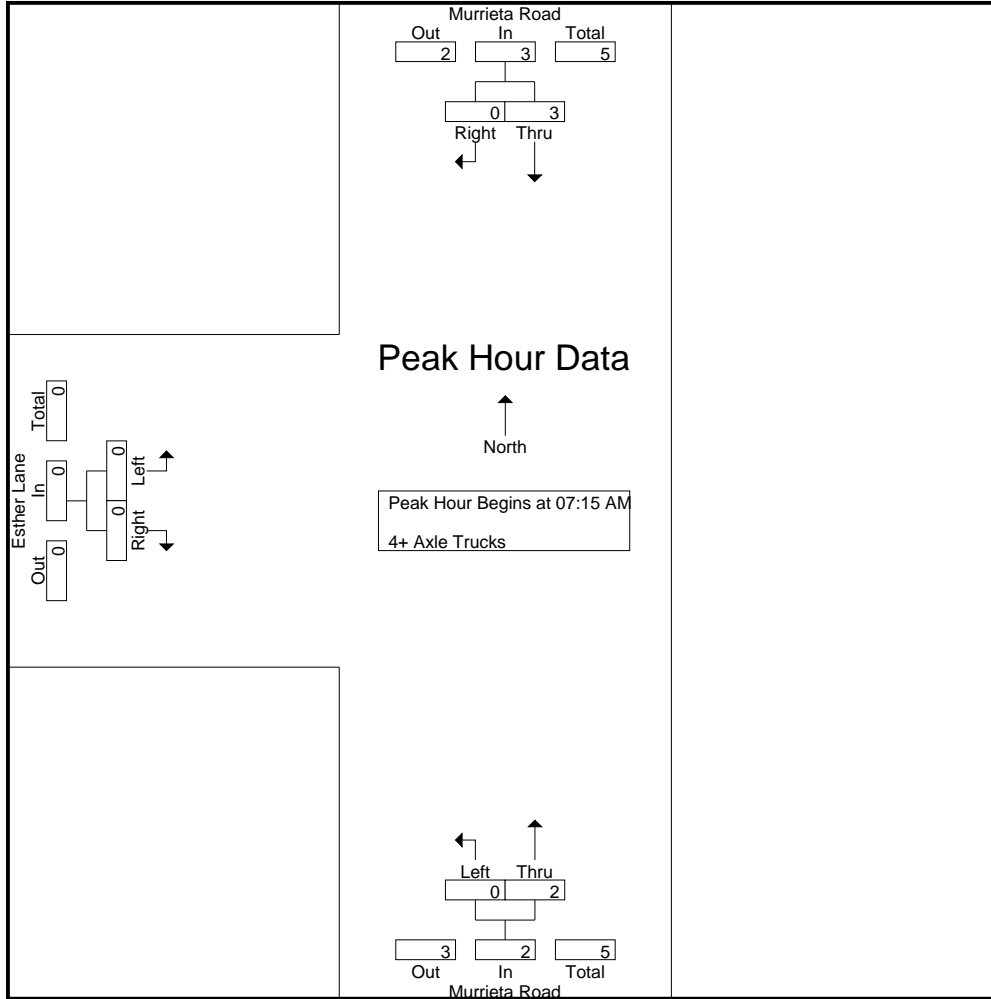 Murrieta Road
Out In Total
2 3 5
0 3
Right Thru
Peak Hour Data
North
Peak Hour Begins at 07:15 AM
4+ Axle Trucks
Esther Lane
Out In Total
0 0 0
Right Left
0 0
Left Thru
0 2
3 2 5
Out In Total
Murrieta Road